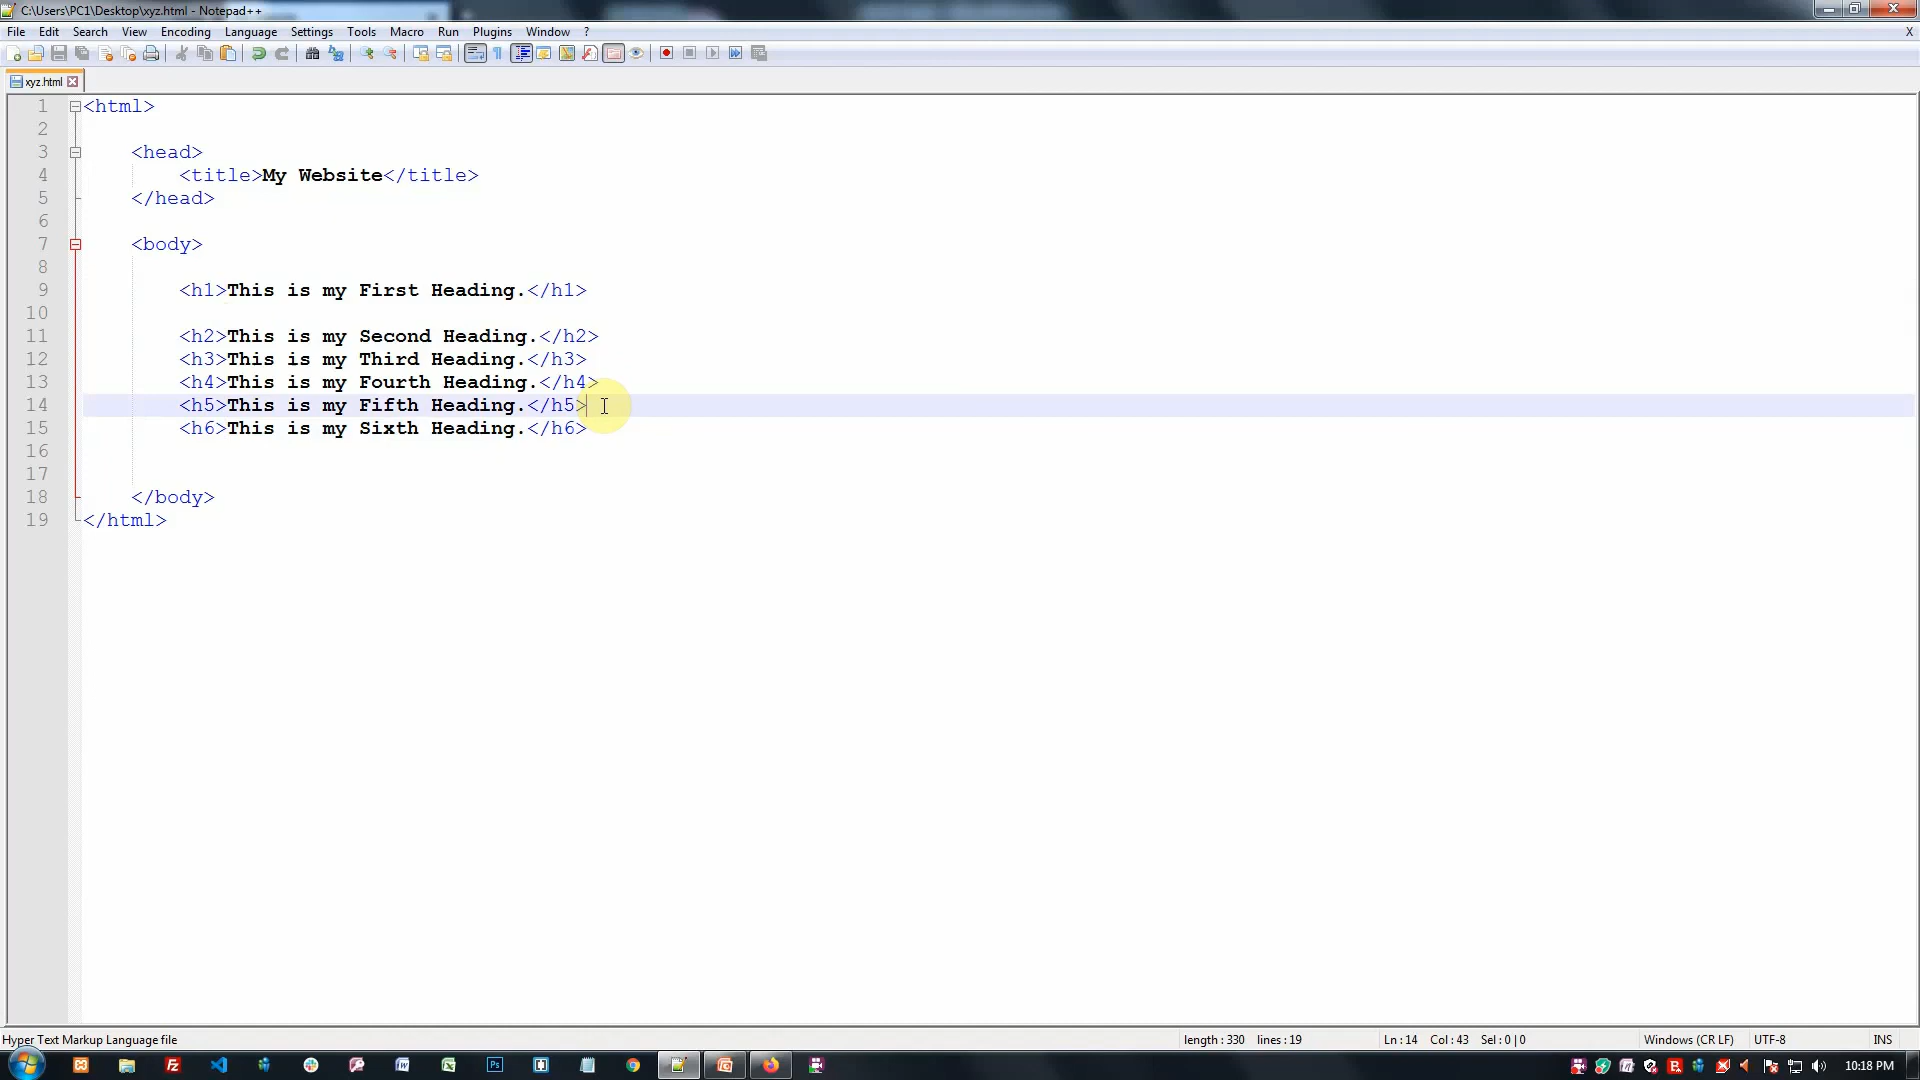 C:\Users\PC1\Desktop\xyz.html - Notepad++
File Edit Search View Encoding Language Settings Tools Macro Run Plugins Window ? X
xyz.html
1 <html>
2
3 <head>
4 <title>My Website</title>
5 </head>
6
7 <body>
8
9 <h1>This is my First Heading.</h1>
10
11 <h2>This is my Second Heading.</h2>
12 <h3>This is my Third Heading.</h3>
13 <h4>This is my Fourth Heading.</h4>
14 <h5>This is my Fifth Heading.</h5>
15 <h6>This is my Sixth Heading.</h6>
16
17
18 </body>
19 </html>
Hyper Text Markup Language file length : 330 lines : 19 Ln : 14 Col : 43 Sel : 0 | 0 Windows (CR LF) UTF-8 INS
10:18 PM